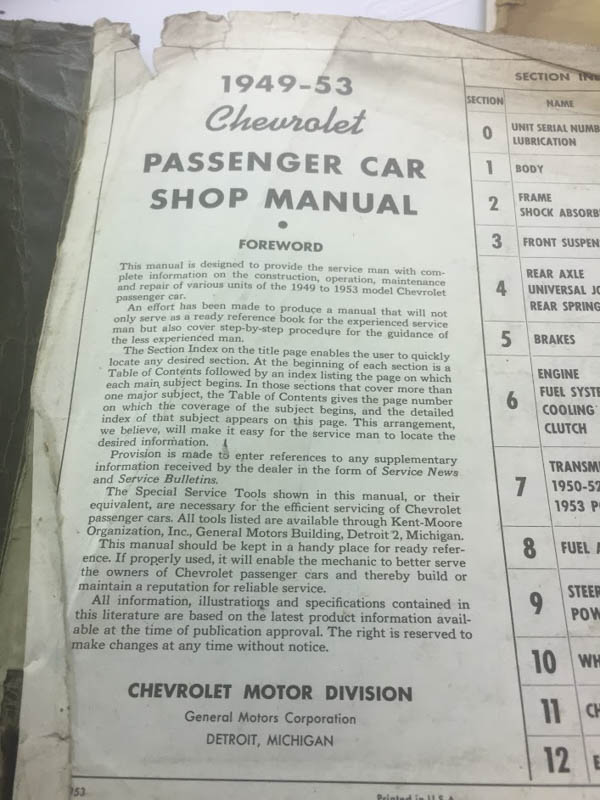 1949-53
Chevrolet
PASSENGER CAR
SHOP MANUAL
•
FOREWORD
This manual is designed to provide the service man with com-
plete information on the construction, operation, maintenance
and repair of various units of the 1949 to 1953 model Chevrolet
passenger car.
An effort has been made to produce a manual that will not
only serve as a ready reference book for the experienced service
man but also cover step-by-step procedure for the guidance of
the less experienced man.
The Section Index on the title page enables the user to quickly
locate any desired section. At the beginning of each section is a
Table of Contents followed by an index listing the page on which
each main subject begins. In those sections that cover more than
one major subject, the Table of Contents gives the page number
on which the coverage of the subject begins, and the detailed
index of that subject appears on this page. This arrangement,
we believe, will make it easy for the service man to locate the
desired information.
Provision is made to enter references to any supplementary
information received by the dealer in the form of Service News
and Service Bulletins.
The Special Service Tools shown in this manual, or their
equivalent, are necessary for the efficient servicing of Chevrolet
passenger cars. All tools listed are available through Kent-Moore
Organization, Inc., General Motors Building, Detroit 2, Michigan.
This manual should be kept in a handy place for ready refer-
ence. If properly used, it will enable the mechanic to better serve
the owners of Chevrolet passenger cars and thereby build or
maintain a reputation for reliable service.
All information, illustrations and specifications contained in
this literature are based on the latest product information avail-
able at the time of publication approval. The right is reserved to
make changes at any time without notice.
CHEVROLET MOTOR DIVISION
General Motors Corporation
DETROIT, MICHIGAN
SECTION
SECTION NAME
0 UNIT SERIAL NUMB
LUBRICATION
1 BODY
2 FRAME
SHOCK ABSORB
3 FRONT SUSPEN
4 REAR AXLE
UNIVERSAL JO
REAR SPRING
5 BRAKES
6 ENGINE
FUEL SYSTE
COOLING
CLUTCH
7 TRANSMI
1950-52
1953 P
8 FUEL
9 STEER
POW
10 WH
11 CH
12 E
153
Printed in U.S.A.